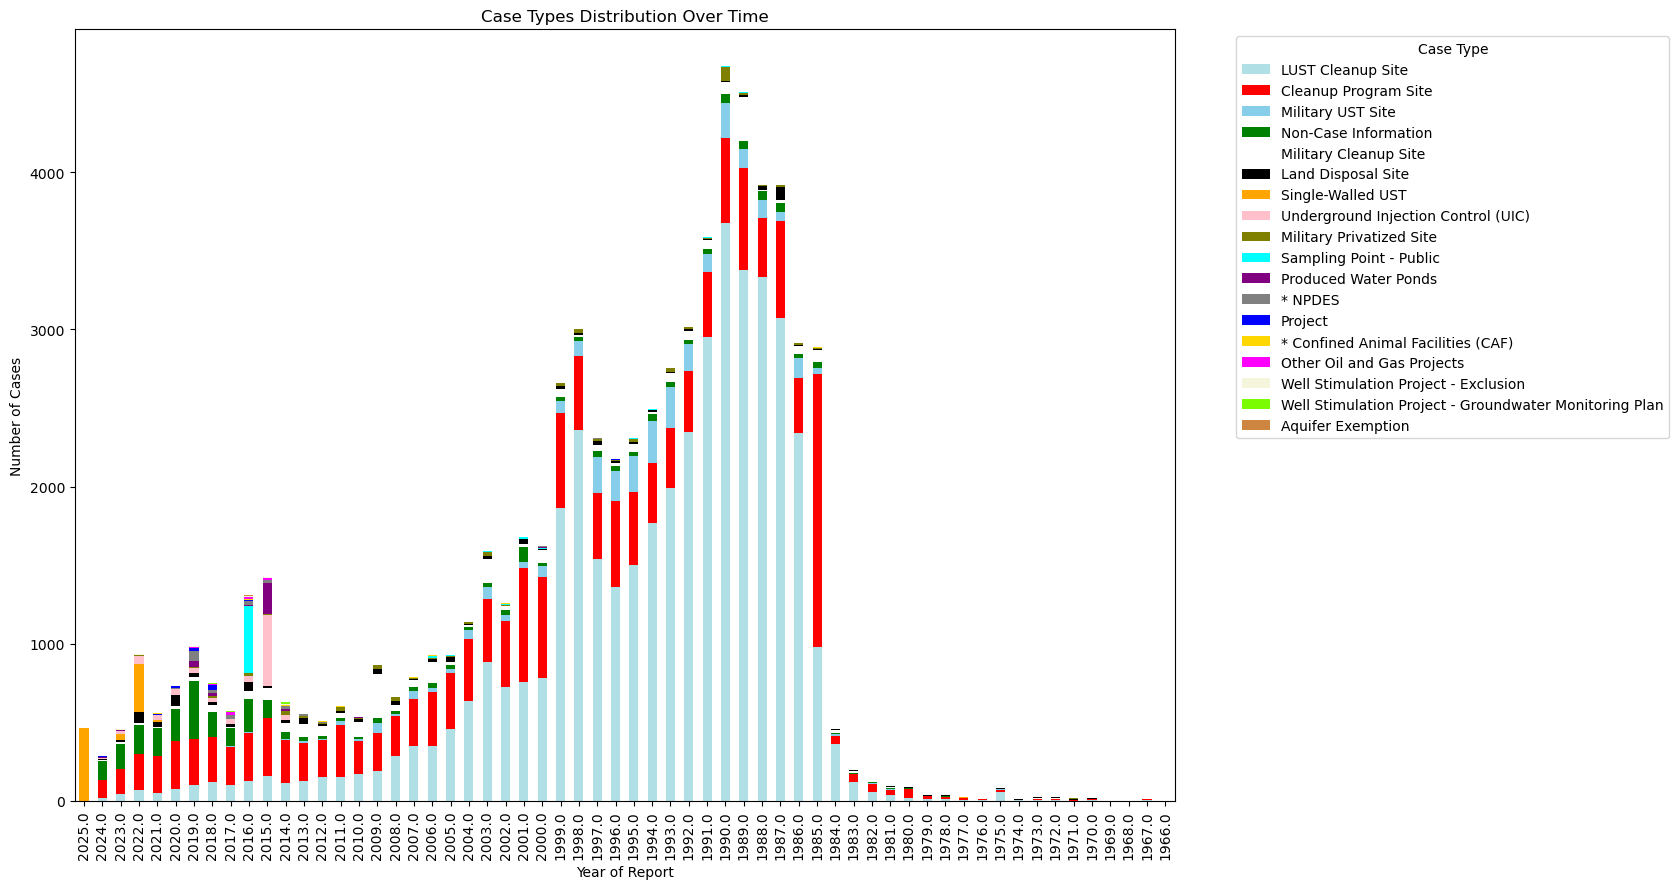 Case Types Distribution Over Time
Number of Cases
4000
3000
2000
1000
0
2025.0
2024.0
2023.0
2022.0
2021.0
2020.0
2019.0
2018.0
2017.0
2016.0
2015.0
2014.0
2013.0
2012.0
2011.0
2010.0
2009.0
2008.0
2007.0
2006.0
2005.0
2004.0
2003.0
2002.0
2001.0
2000.0
1999.0
1998.0
1997.0
1996.0
1995.0
1994.0
1993.0
1992.0
1991.0
1990.0
1989.0
1988.0
1987.0
1986.0
1985.0
1984.0
1983.0
1982.0
1981.0
1980.0
1979.0
1978.0
1977.0
1976.0
1975.0
1974.0
1973.0
1972.0
1971.0
1970.0
1969.0
1968.0
1967.0
1966.0
Year of Report
Case Type
LUST Cleanup Site
Cleanup Program Site
Military UST Site
Non-Case Information
Military Cleanup Site
Land Disposal Site
Single-Walled UST
Underground Injection Control (UIC)
Military Privatized Site
Sampling Point - Public
Produced Water Ponds
* NPDES
Project
* Confined Animal Facilities (CAF)
Other Oil and Gas Projects
Well Stimulation Project - Exclusion
Well Stimulation Project - Groundwater Monitoring Plan
Aquifer Exemption